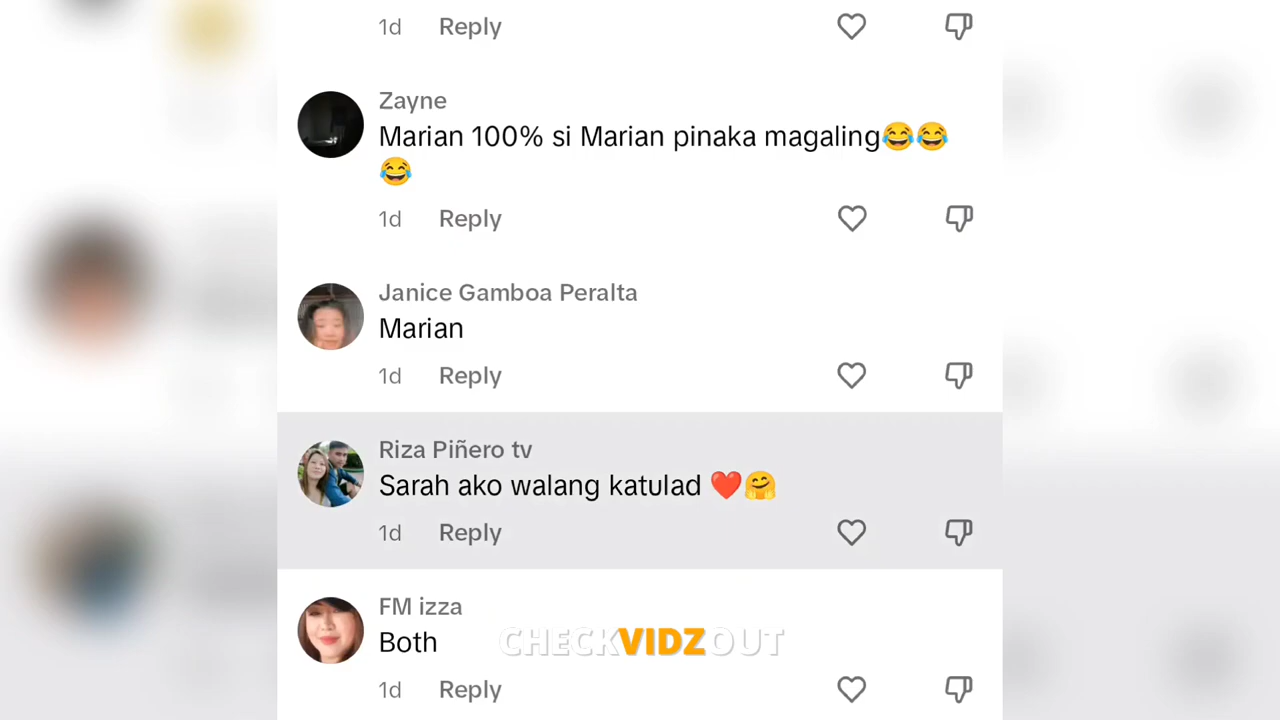 1d Reply
Zayne
Marian 100% si Marian pinaka magaling😂😂
😂
1d Reply
Janice Gamboa Peralta
Marian
1d Reply
Riza Piñero tv
Sarah ako walang katulad ❤️🤗
1d Reply
FM izza
Both
CHECKVIDZOUT
1d Reply